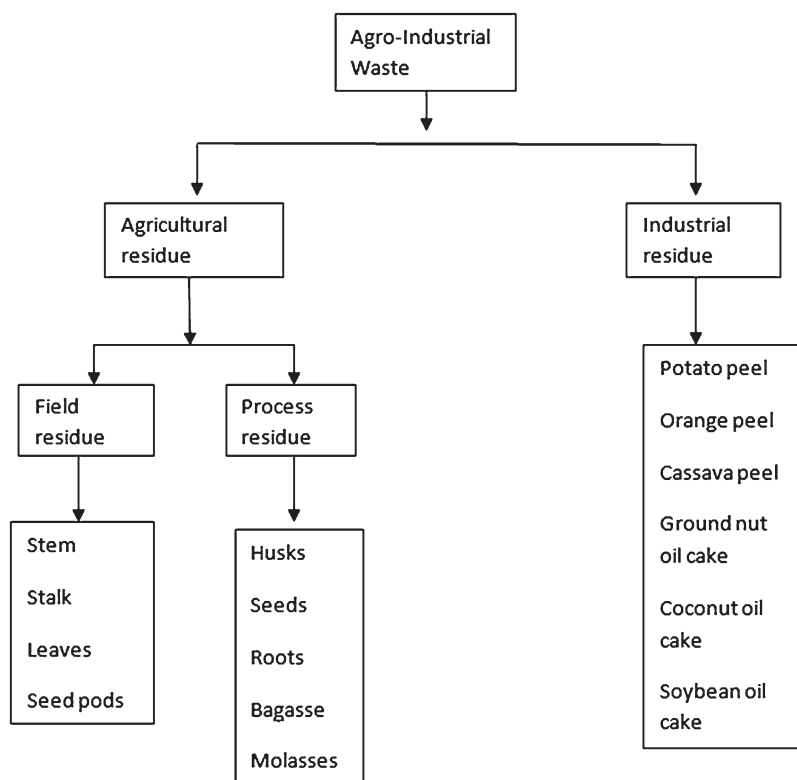 Agro-Industrial
Waste
Agricultural
residue
Industrial
residue
Field
residue
Process
residue
Stem
Stalk
Leaves
Seed pods
Husks
Seeds
Roots
Bagasse
Molasses
Potato peel
Orange peel
Cassava peel
Ground nut
oil cake
Coconut oil
cake
Soybean oil
cake